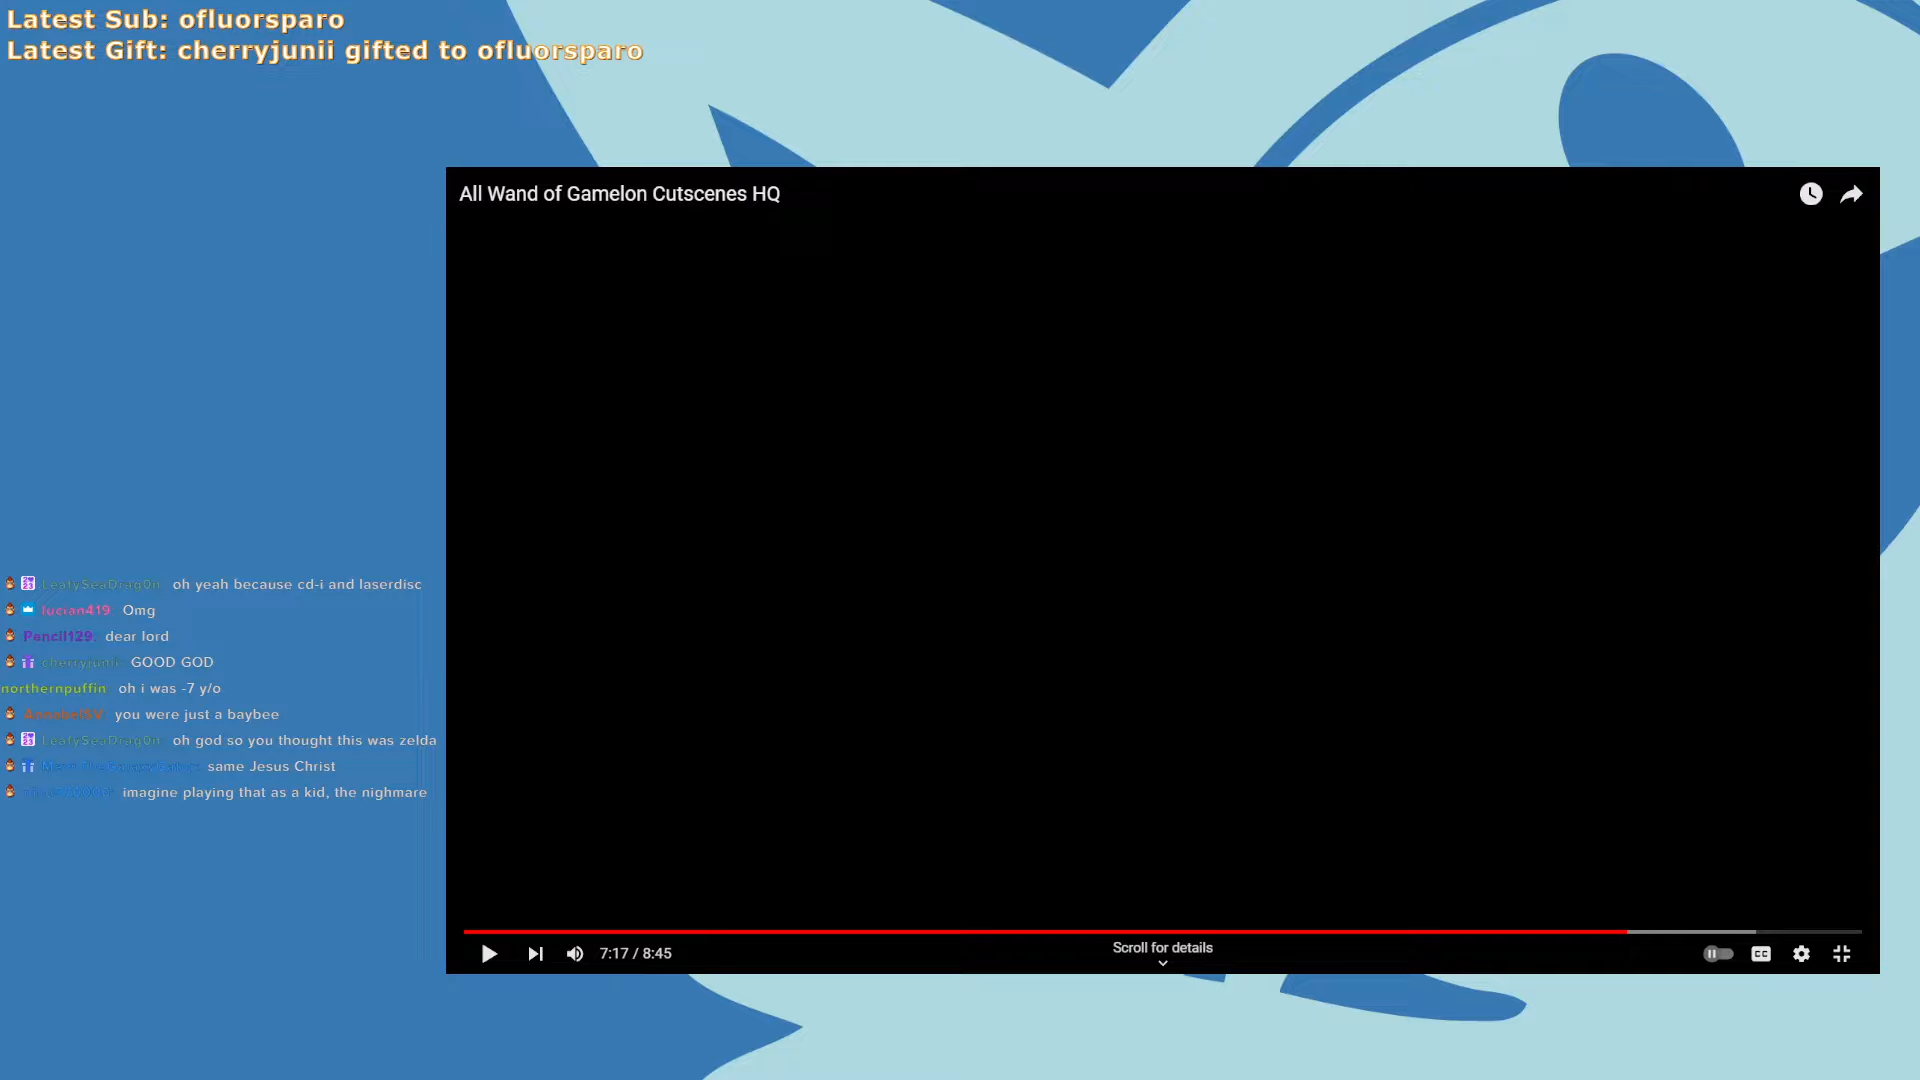 Latest Sub: ofluorsparo
Latest Gift: cherryjunii gifted to ofluorsparo
All Wand of Gamelon Cutscenes HQ
LeafySeaDrag0n: oh yeah because cd-i and laserdisc
lucian419 Omg
Pencil129: dear lord
cherryjunii: GOOD GOD
northernpuffin oh i was -7 y/o
you were just a baybee
LeafySeaDrag0n: oh god so you thought this was zelda
same Jesus Christ
imagine playing that as a kid, the nighmare
Scroll for details
7:17 / 8:45
CC